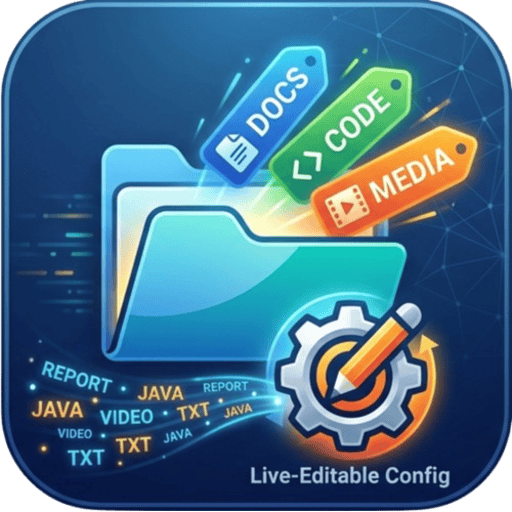 DOCS
CODE
MEDIA
REPORT
JAVA
REPORT
JAVA
VIDEO
TXT
JAVA
VIDEO
TXT
JAVA
TXT
Live-Editable Config